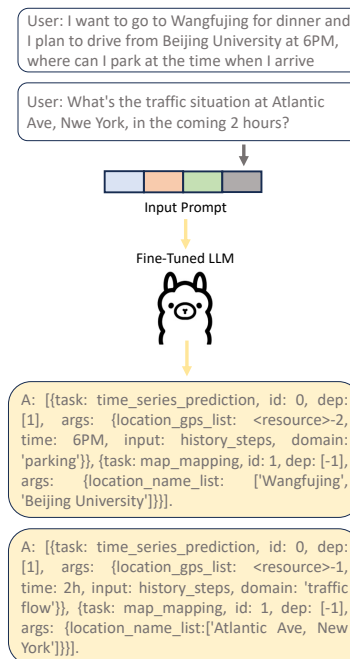 User: I want to go to Wangfujing for dinner and
I plan to drive from Beijing University at 6PM,
where can I park at the time when I arrive
User: What's the traffic situation at Atlantic
Ave, Nwe York, in the coming 2 hours?
Input Prompt
Fine-Tuned LLM
A: [{task: time_series_prediction, id: 0, dep:
[1], args: {location_gps_list: <resource>-2,
time: 6PM, input: history_steps, domain:
'parking'}}, {task: map_mapping, id: 1, dep: [-1],
args: {location_name_list: ['Wangfujing',
'Beijing University']}}].
A: [{task: time_series_prediction, id: 0, dep:
[1], args: {location_gps_list: <resource>-1,
time: 2h, input: history_steps, domain: 'traffic
flow'}}, {task: map_mapping, id: 1, dep: [-1],
args: {location_name_list:['Atlantic Ave, New
York']}}].